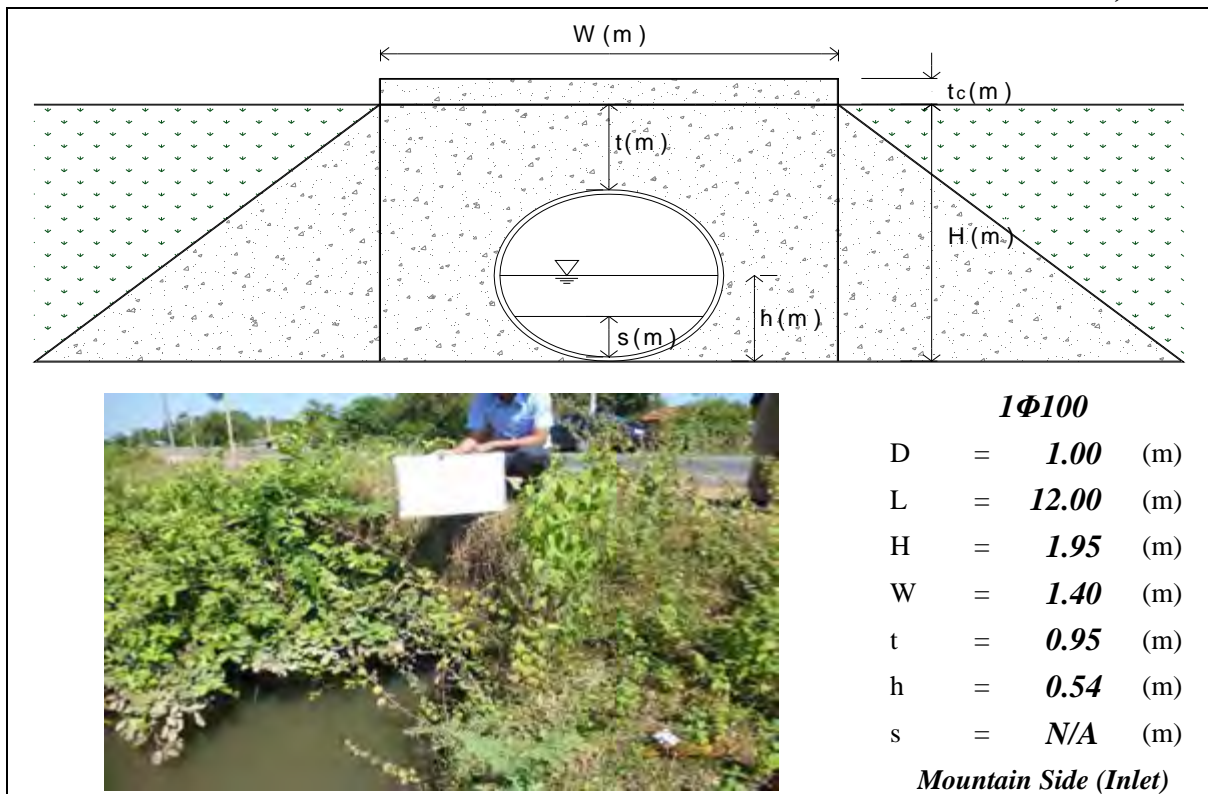 W (m)
tc(m)
t(m)
H(m)
h(m)
s(m)
1Φ100
D = 1.00 (m)
L = 12.00 (m)
H = 1.95 (m)
W = 1.40 (m)
t = 0.95 (m)
h = 0.54 (m)
s = N/A (m)
Mountain Side (Inlet)